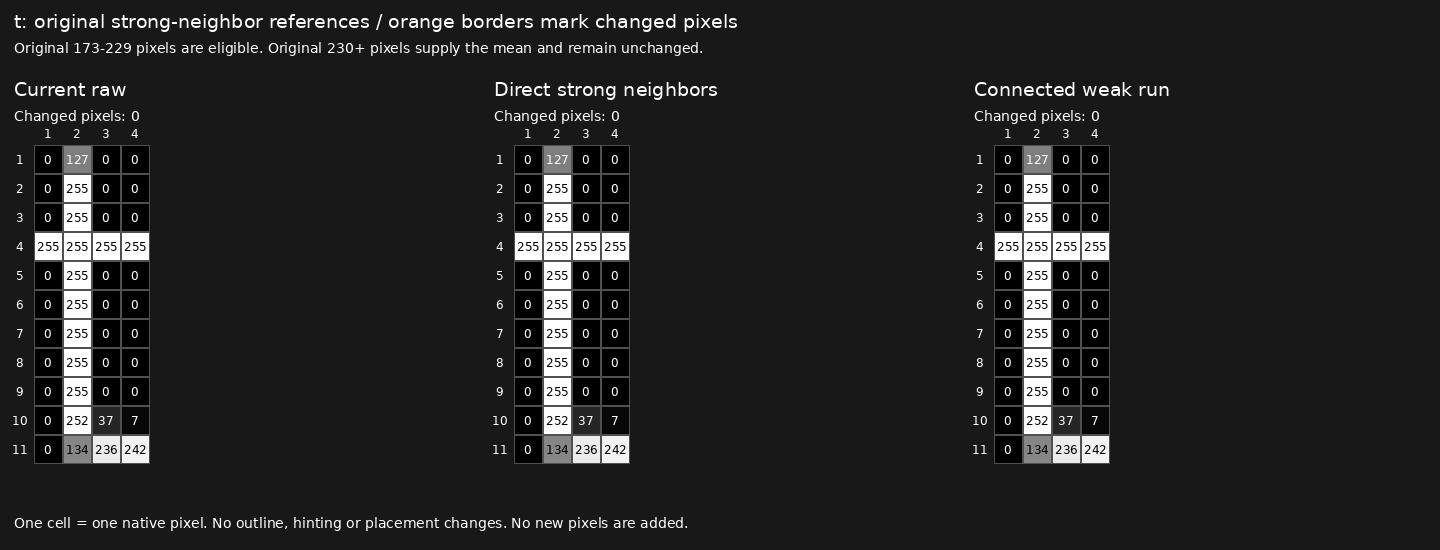 t: original strong-neighbor references / orange borders mark changed pixels
Original 173-229 pixels are eligible. Original 230+ pixels supply the mean and remain unchanged.
Current raw Direct strong neighbors Connected weak run
Changed pixels: 0 Changed pixels: 0 Changed pixels: 0
1 2 3 4 1 2 3 4 1 2 3 4
1 0 127 0 0 1 0 127 0 0 1 0 127 0 0
2 0 255 0 0 2 0 255 0 0 2 0 255 0 0
3 0 255 0 0 3 0 255 0 0 3 0 255 0 0
4 255 255 255 255 4 255 255 255 255 4 255 255 255 255
5 0 255 0 0 5 0 255 0 0 5 0 255 0 0
6 0 255 0 0 6 0 255 0 0 6 0 255 0 0
7 0 255 0 0 7 0 255 0 0 7 0 255 0 0
8 0 255 0 0 8 0 255 0 0 8 0 255 0 0
9 0 255 0 0 9 0 255 0 0 9 0 255 0 0
10 0 252 37 7 10 0 252 37 7 10 0 252 37 7
11 0 134 236 242 11 0 134 236 242 11 0 134 236 242
One cell = one native pixel. No outline, hinting or placement changes. No new pixels are added.